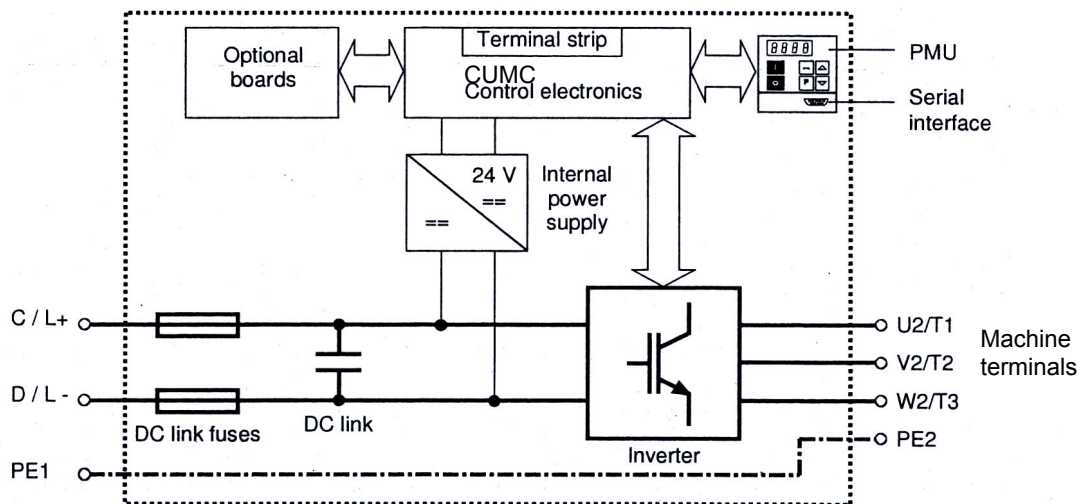 Optional
boards
Terminal strip
CUMC
Control electronics
8888
P
PMU
Serial
interface
24 V
==
==
Internal
power
supply
C / L+
D / L -
DC link fuses
DC link
Inverter
U2/T1
V2/T2
W2/T3
Machine
terminals
PE1
PE2